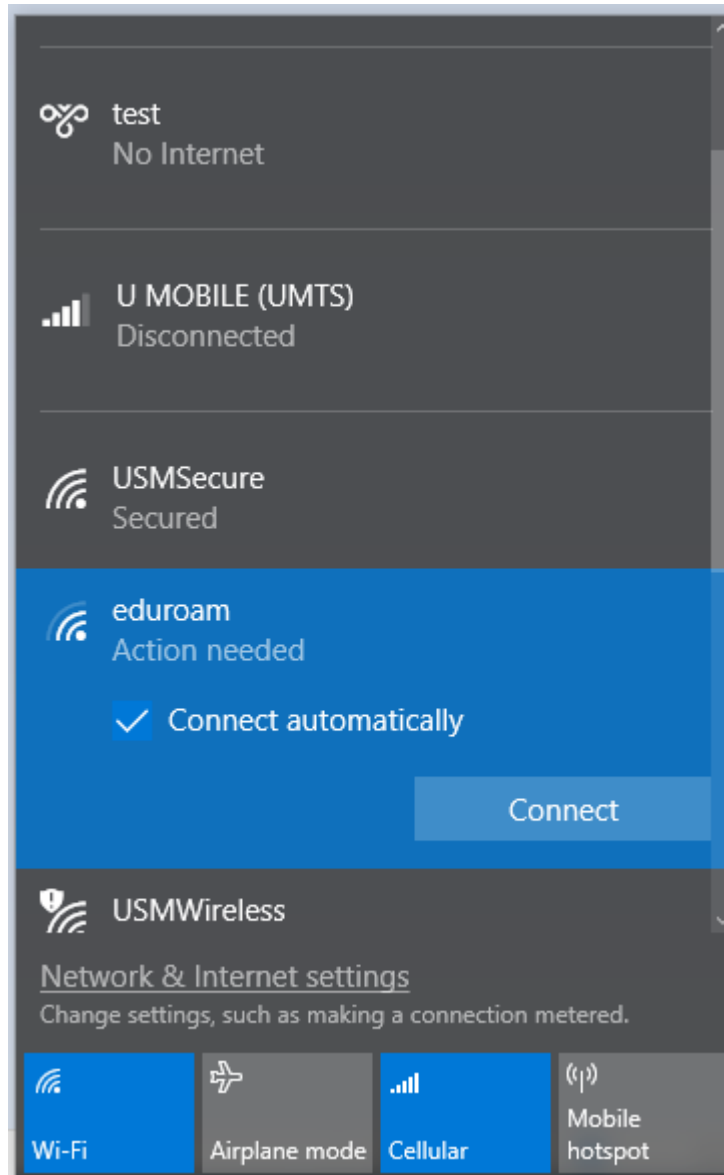 test
No Internet
U MOBILE (UMTS)
Disconnected
USMSecure
Secured
eduroam
Action needed
Connect automatically
Connect
USMWireless
Network & Internet settings
Change settings, such as making a connection metered.
Wi-Fi
Airplane mode
Cellular
Mobile
hotspot